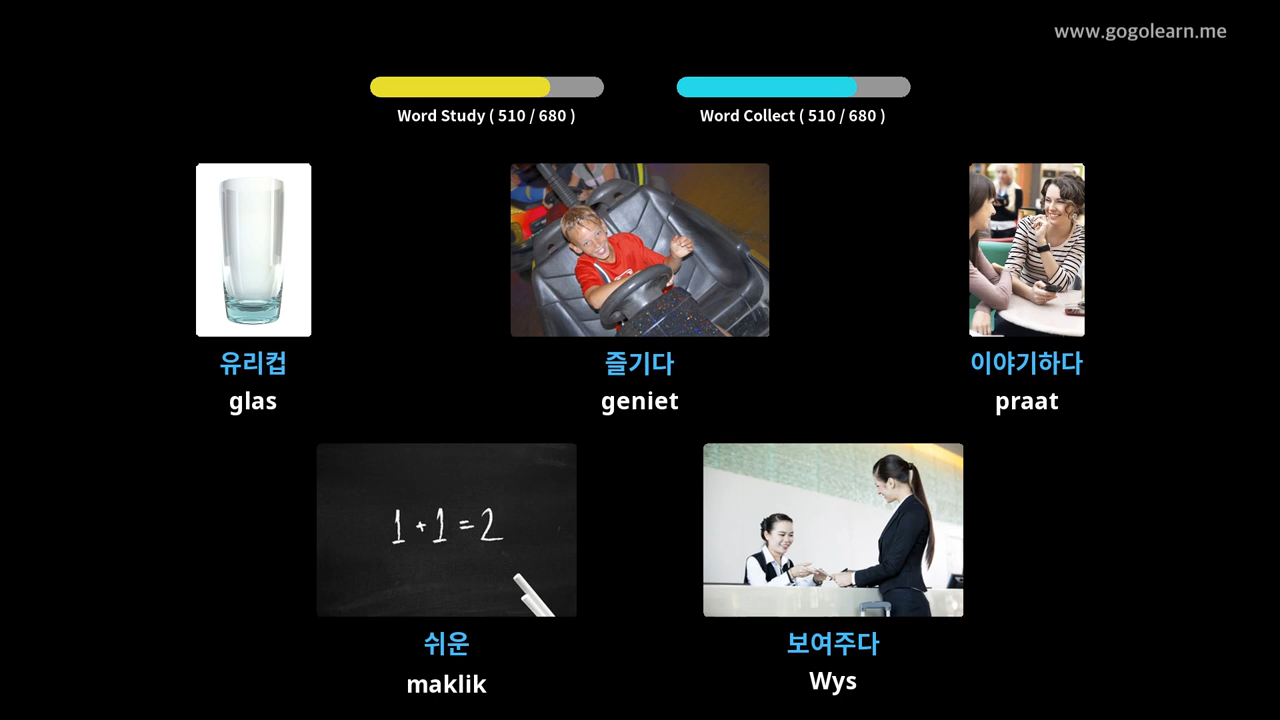 www.gogolearn.me
Word Study ( 510 / 680 )
Word Collect ( 510 / 680 )
유리컵
glas
즐기다
geniet
이야기하다
praat
1 + 1 = 2
쉬운
maklik
보여주다
Wys